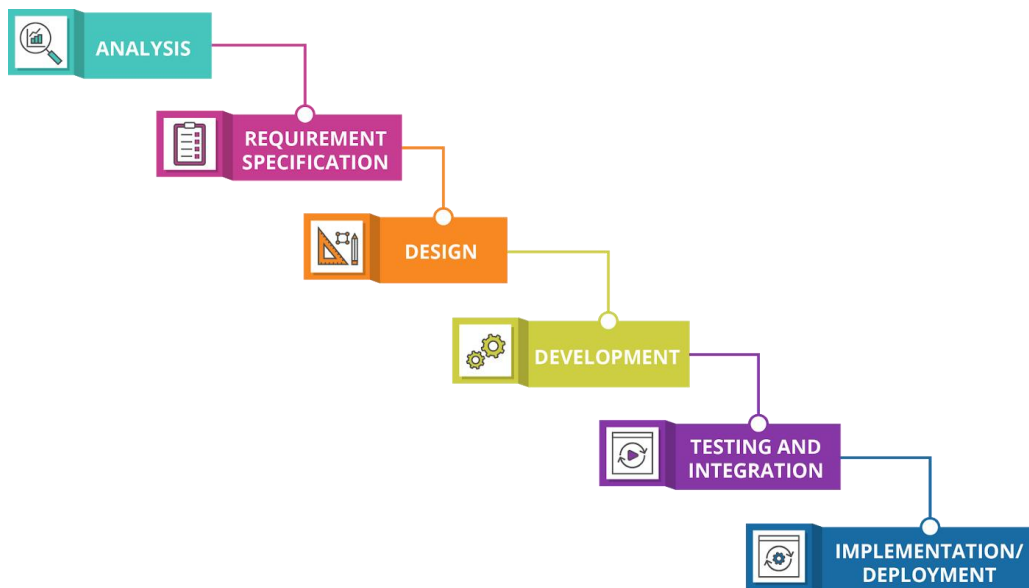 ANALYSIS
REQUIREMENT
SPECIFICATION
DESIGN
DEVELOPMENT
TESTING AND
INTEGRATION
IMPLEMENTATION/
DEPLOYMENT